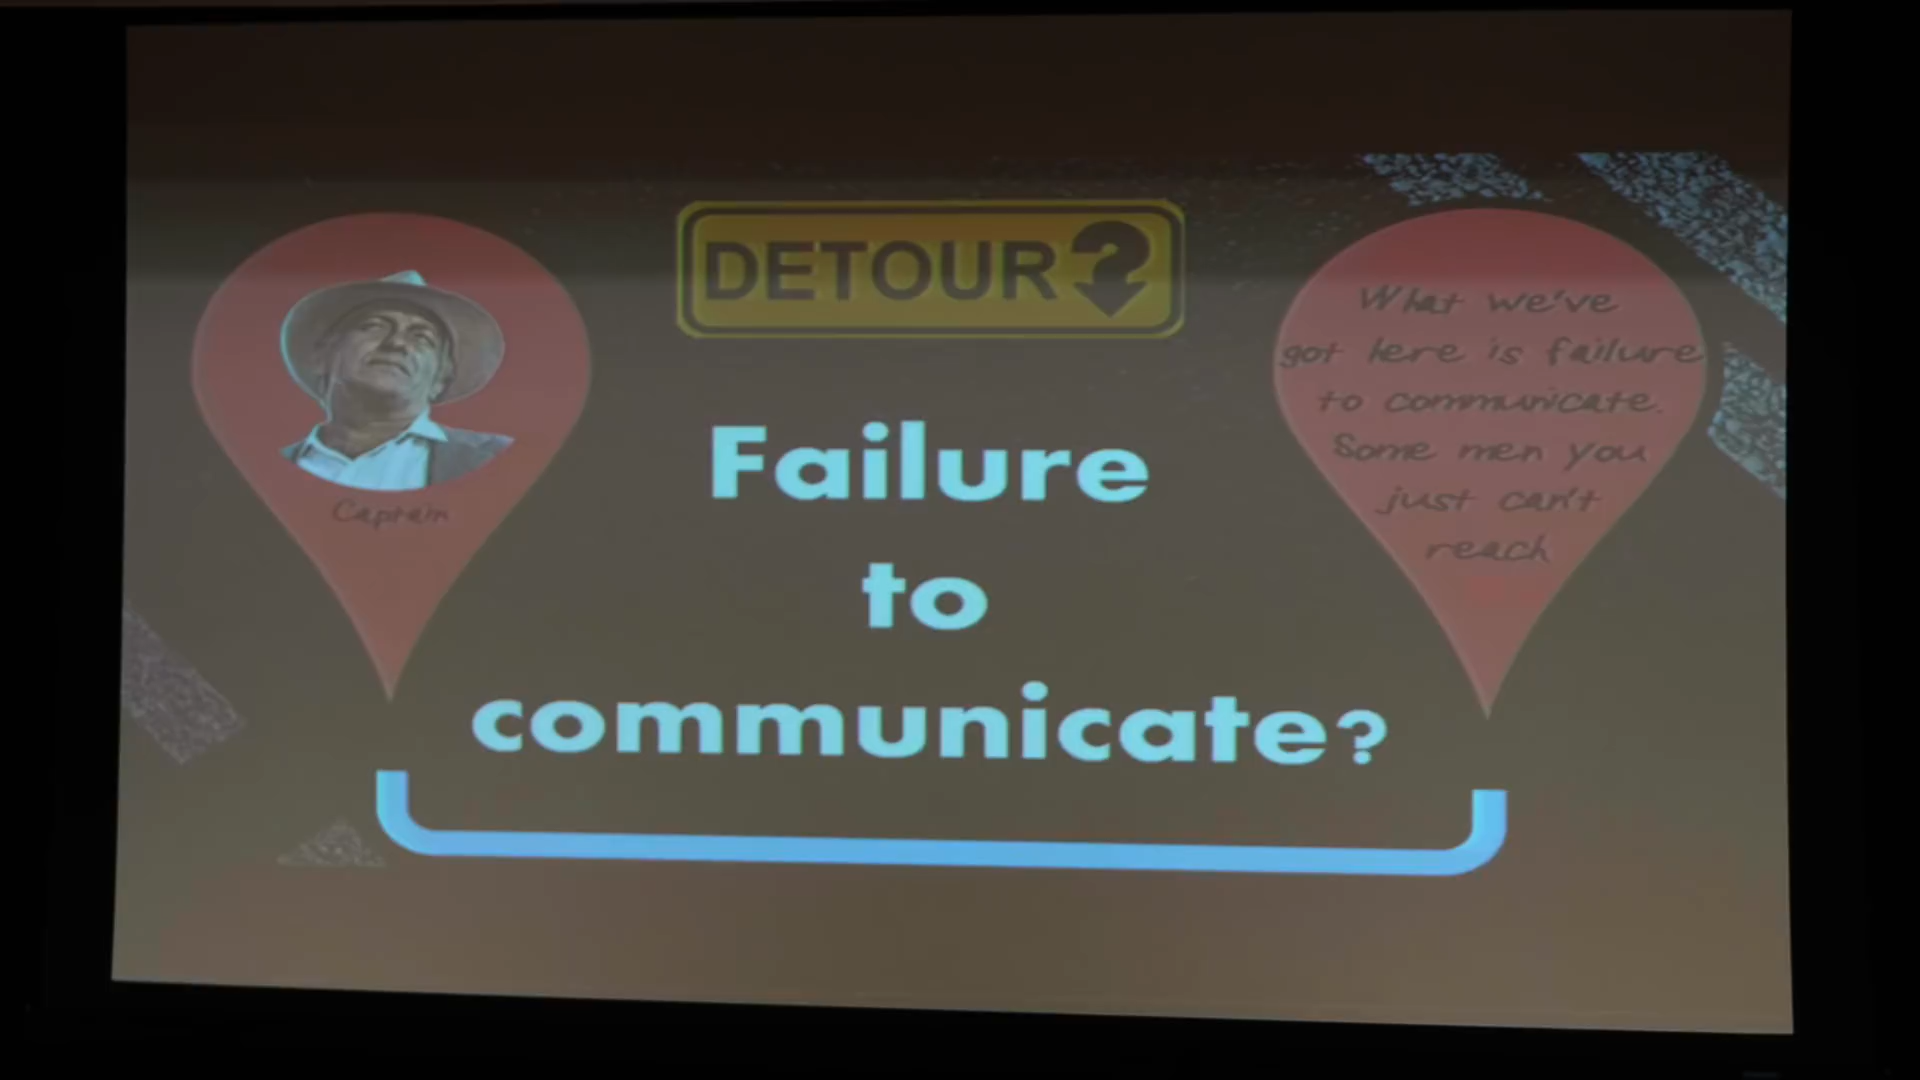 DETOUR?
Failure
to
communicate?
Captain
What we've
got here is failure
to communicate.
Some men you
just can't
reach